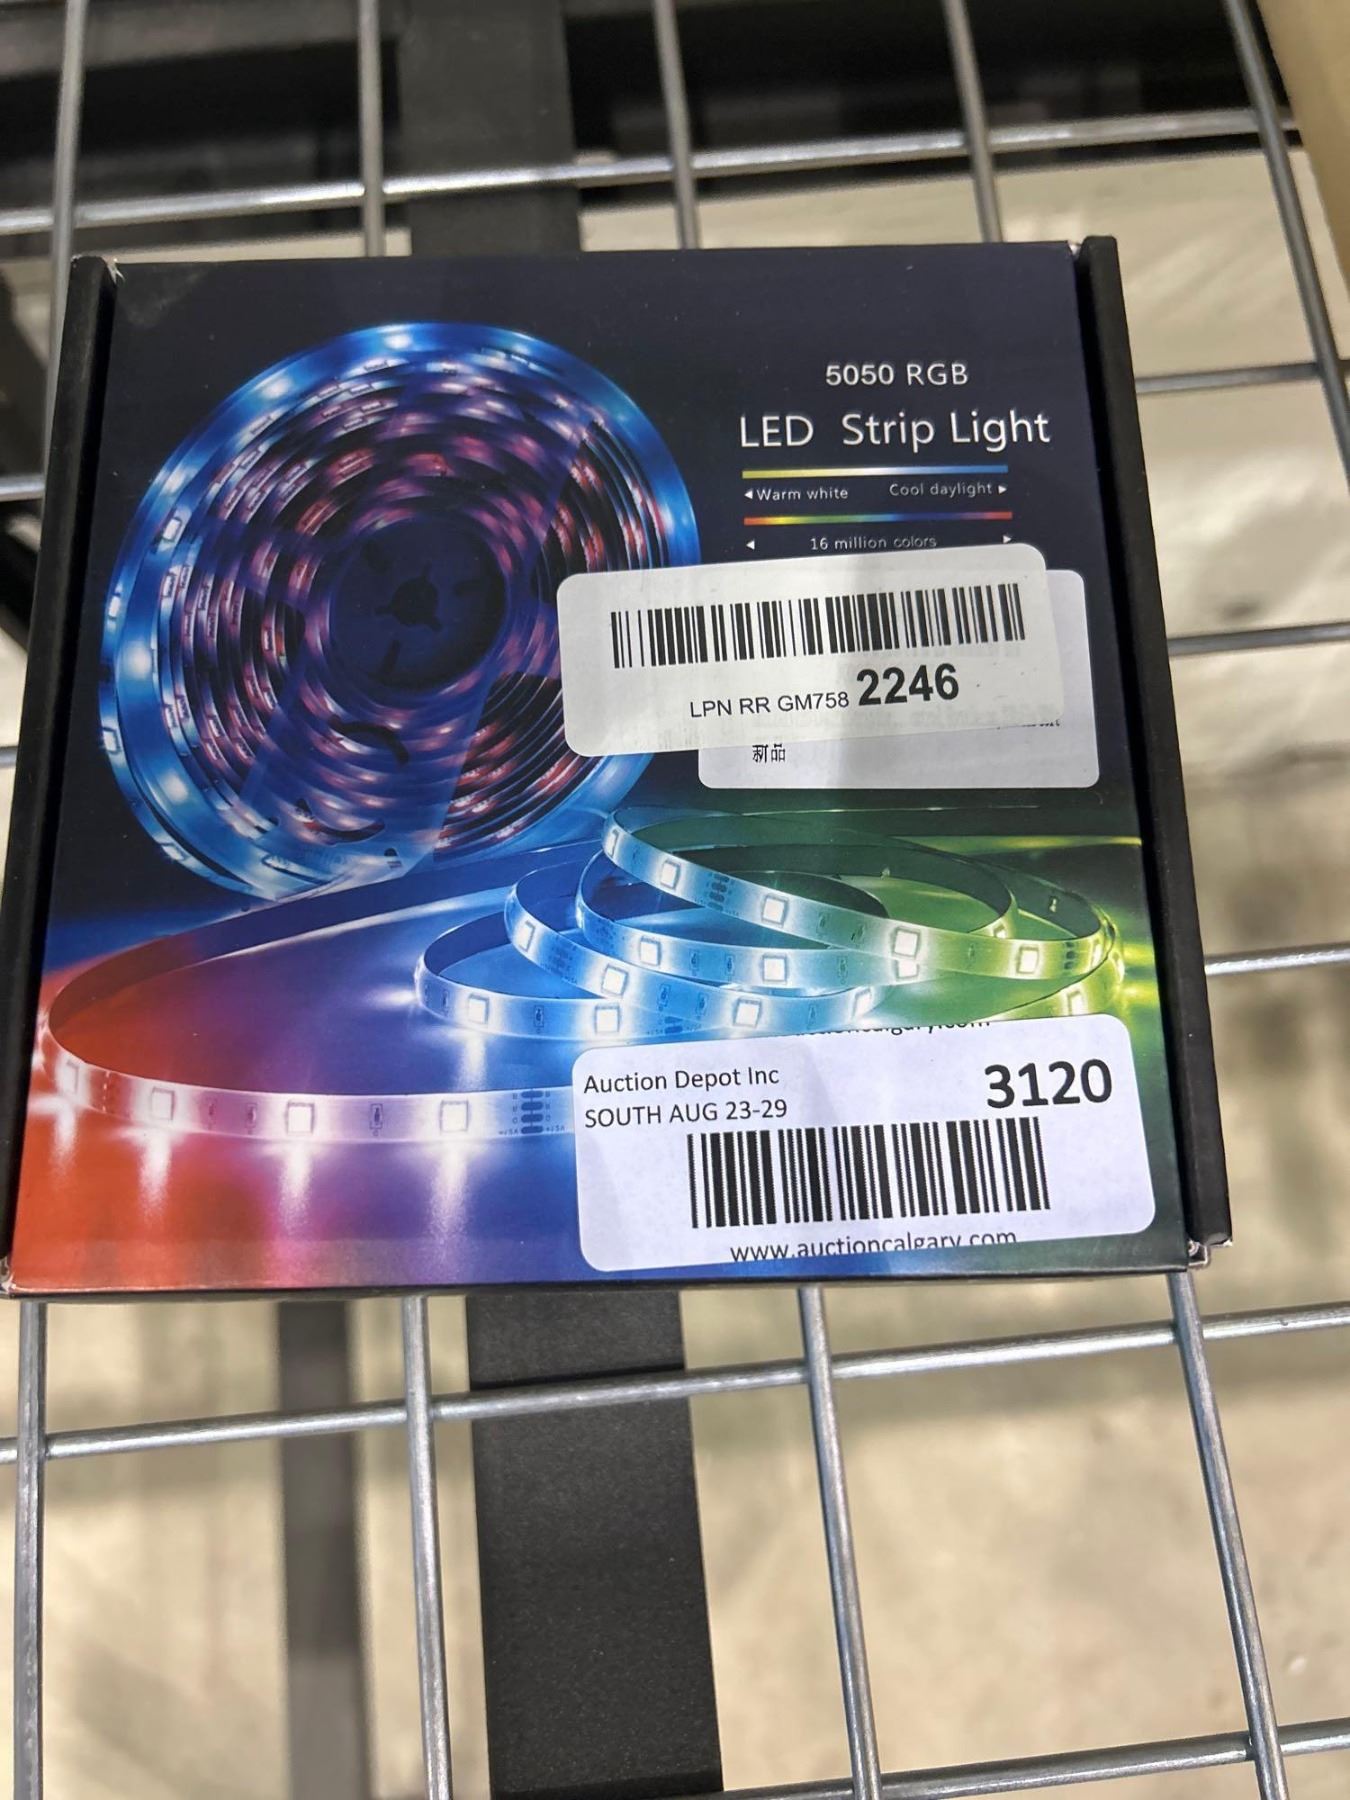 5050 RGB
LED Strip Light
◄ Warm white Cool daylight ►
◄ 16 million colors ►
LPN RR GM758 2246
新品
Auction Depot Inc
3120
SOUTH AUG 23-29
www.auctioncalgary.com